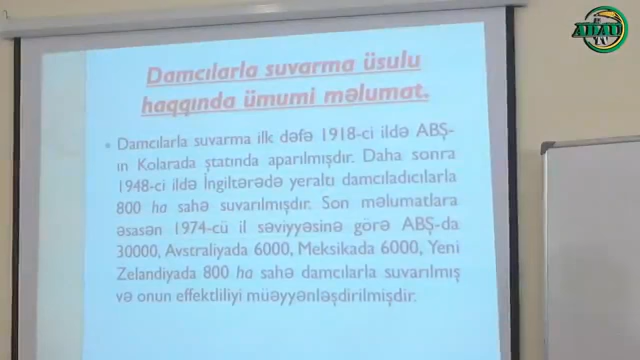 Damcılarla suvarma üsulu
haqqında ümumi məlumat.
• Damcılarla suvarma ilk dəfə 1918-ci ildə ABŞ-
ın Kolarada ştatında aparılmışdır. Daha sonra
1948-ci ildə İngiltərədə yeraltı damcıladıcılarla
800 ha sahə suvarılmışdır. Son məlumatlara
əsasən 1974-cü il səviyyəsinə görə ABŞ-da
30000, Avstraliyada 6000, Meksikada 6000, Yeni
Zelandiyada 800 ha sahə damcılarla suvarılmış
və onun effektliliyi müəyyənləşdirilmişdir.
ADAU
TV